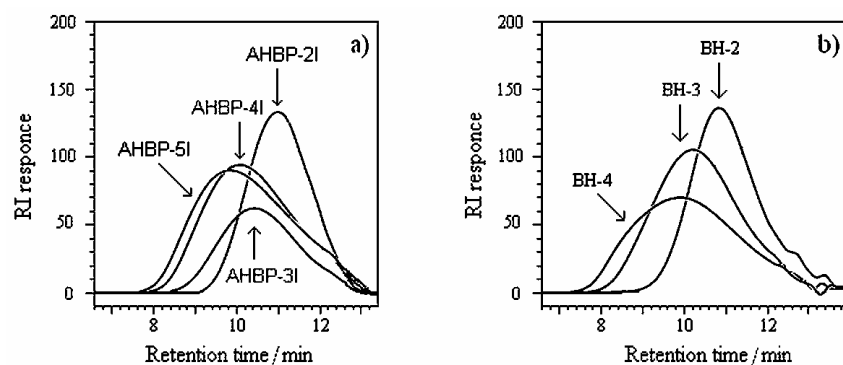 200
150
100
50
0
RI responce
a)
AHBP-2I
AHBP-4I
AHBP-5I
AHBP-3I
8 10 12
Retention time / min
200
150
100
50
0
RI responce
b)
BH-2
BH-3
BH-4
8 10 12
Retention time / min